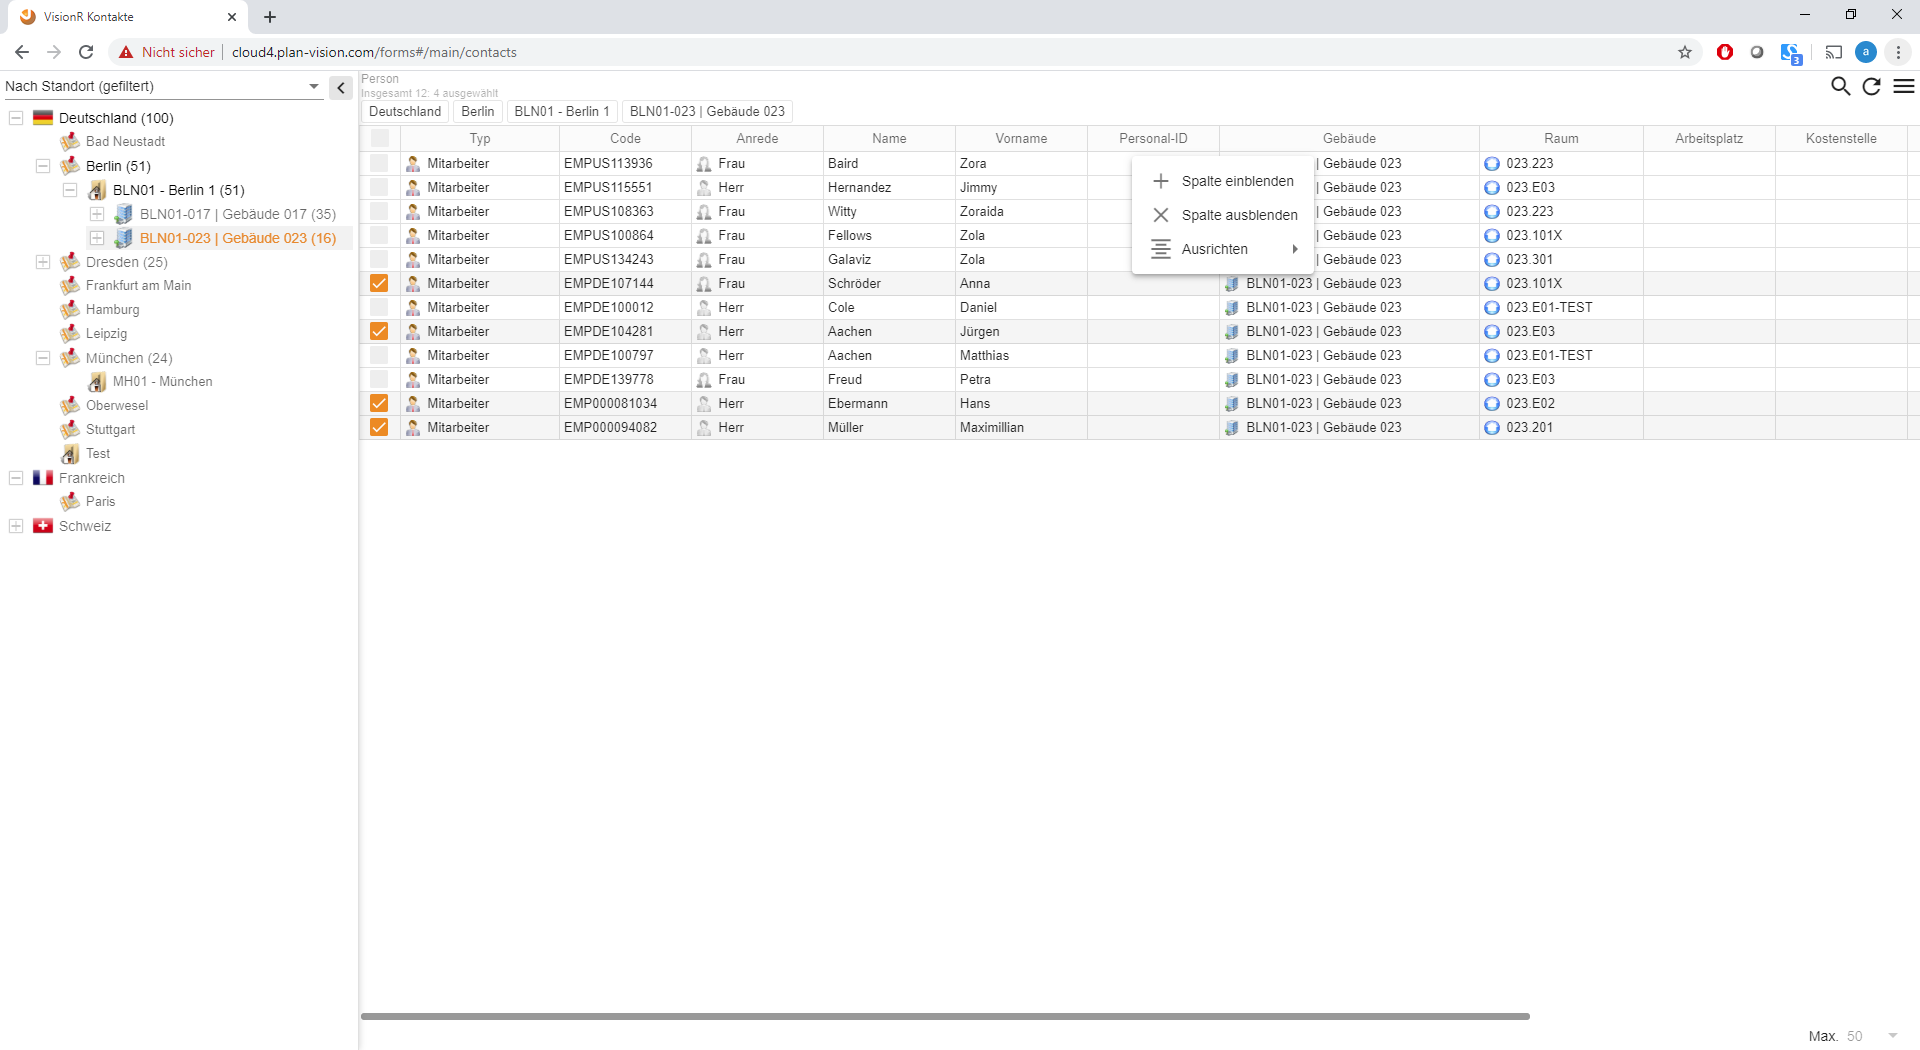 VisionR Kontakte
Nicht sicher cloud4.plan-vision.com/forms#/main/contacts
3
a
Nach Standort (gefiltert)
Deutschland (100)
Bad Neustadt
Berlin (51)
BLN01 - Berlin 1 (51)
BLN01-017 | Gebäude 017 (35)
BLN01-023 | Gebäude 023 (16)
Dresden (25)
Frankfurt am Main
Hamburg
Leipzig
München (24)
MH01 - München
Oberwesel
Stuttgart
Test
Frankreich
Paris
Schweiz
Person
Insgesamt 12: 4 ausgewählt
Deutschland Berlin BLN01 - Berlin 1 BLN01-023 | Gebäude 023
Typ Code Anrede Name Vorname Personal-ID Gebäude Raum Arbeitsplatz Kostenstelle
Mitarbeiter EMPUS113936 Frau Baird Zora | Gebäude 023 023.223
Mitarbeiter EMPUS115551 Herr Hernandez Jimmy | Gebäude 023 023.E03
Mitarbeiter EMPUS108363 Frau Witty Zoraida | Gebäude 023 023.223
Mitarbeiter EMPUS100864 Frau Fellows Zola | Gebäude 023 023.101X
Mitarbeiter EMPUS134243 Frau Galaviz Zola | Gebäude 023 023.301
Mitarbeiter EMPDE107144 Frau Schröder Anna BLN01-023 | Gebäude 023 023.101X
Mitarbeiter EMPDE100012 Herr Cole Daniel BLN01-023 | Gebäude 023 023.E01-TEST
Mitarbeiter EMPDE104281 Herr Aachen Jürgen BLN01-023 | Gebäude 023 023.E03
Mitarbeiter EMPDE100797 Herr Aachen Matthias BLN01-023 | Gebäude 023 023.E01-TEST
Mitarbeiter EMPDE139778 Frau Freud Petra BLN01-023 | Gebäude 023 023.E03
Mitarbeiter EMP000081034 Herr Ebermann Hans BLN01-023 | Gebäude 023 023.E02
Mitarbeiter EMP000094082 Herr Müller Maximillian BLN01-023 | Gebäude 023 023.201
Spalte einblenden
Spalte ausblenden
Ausrichten
Max. 50